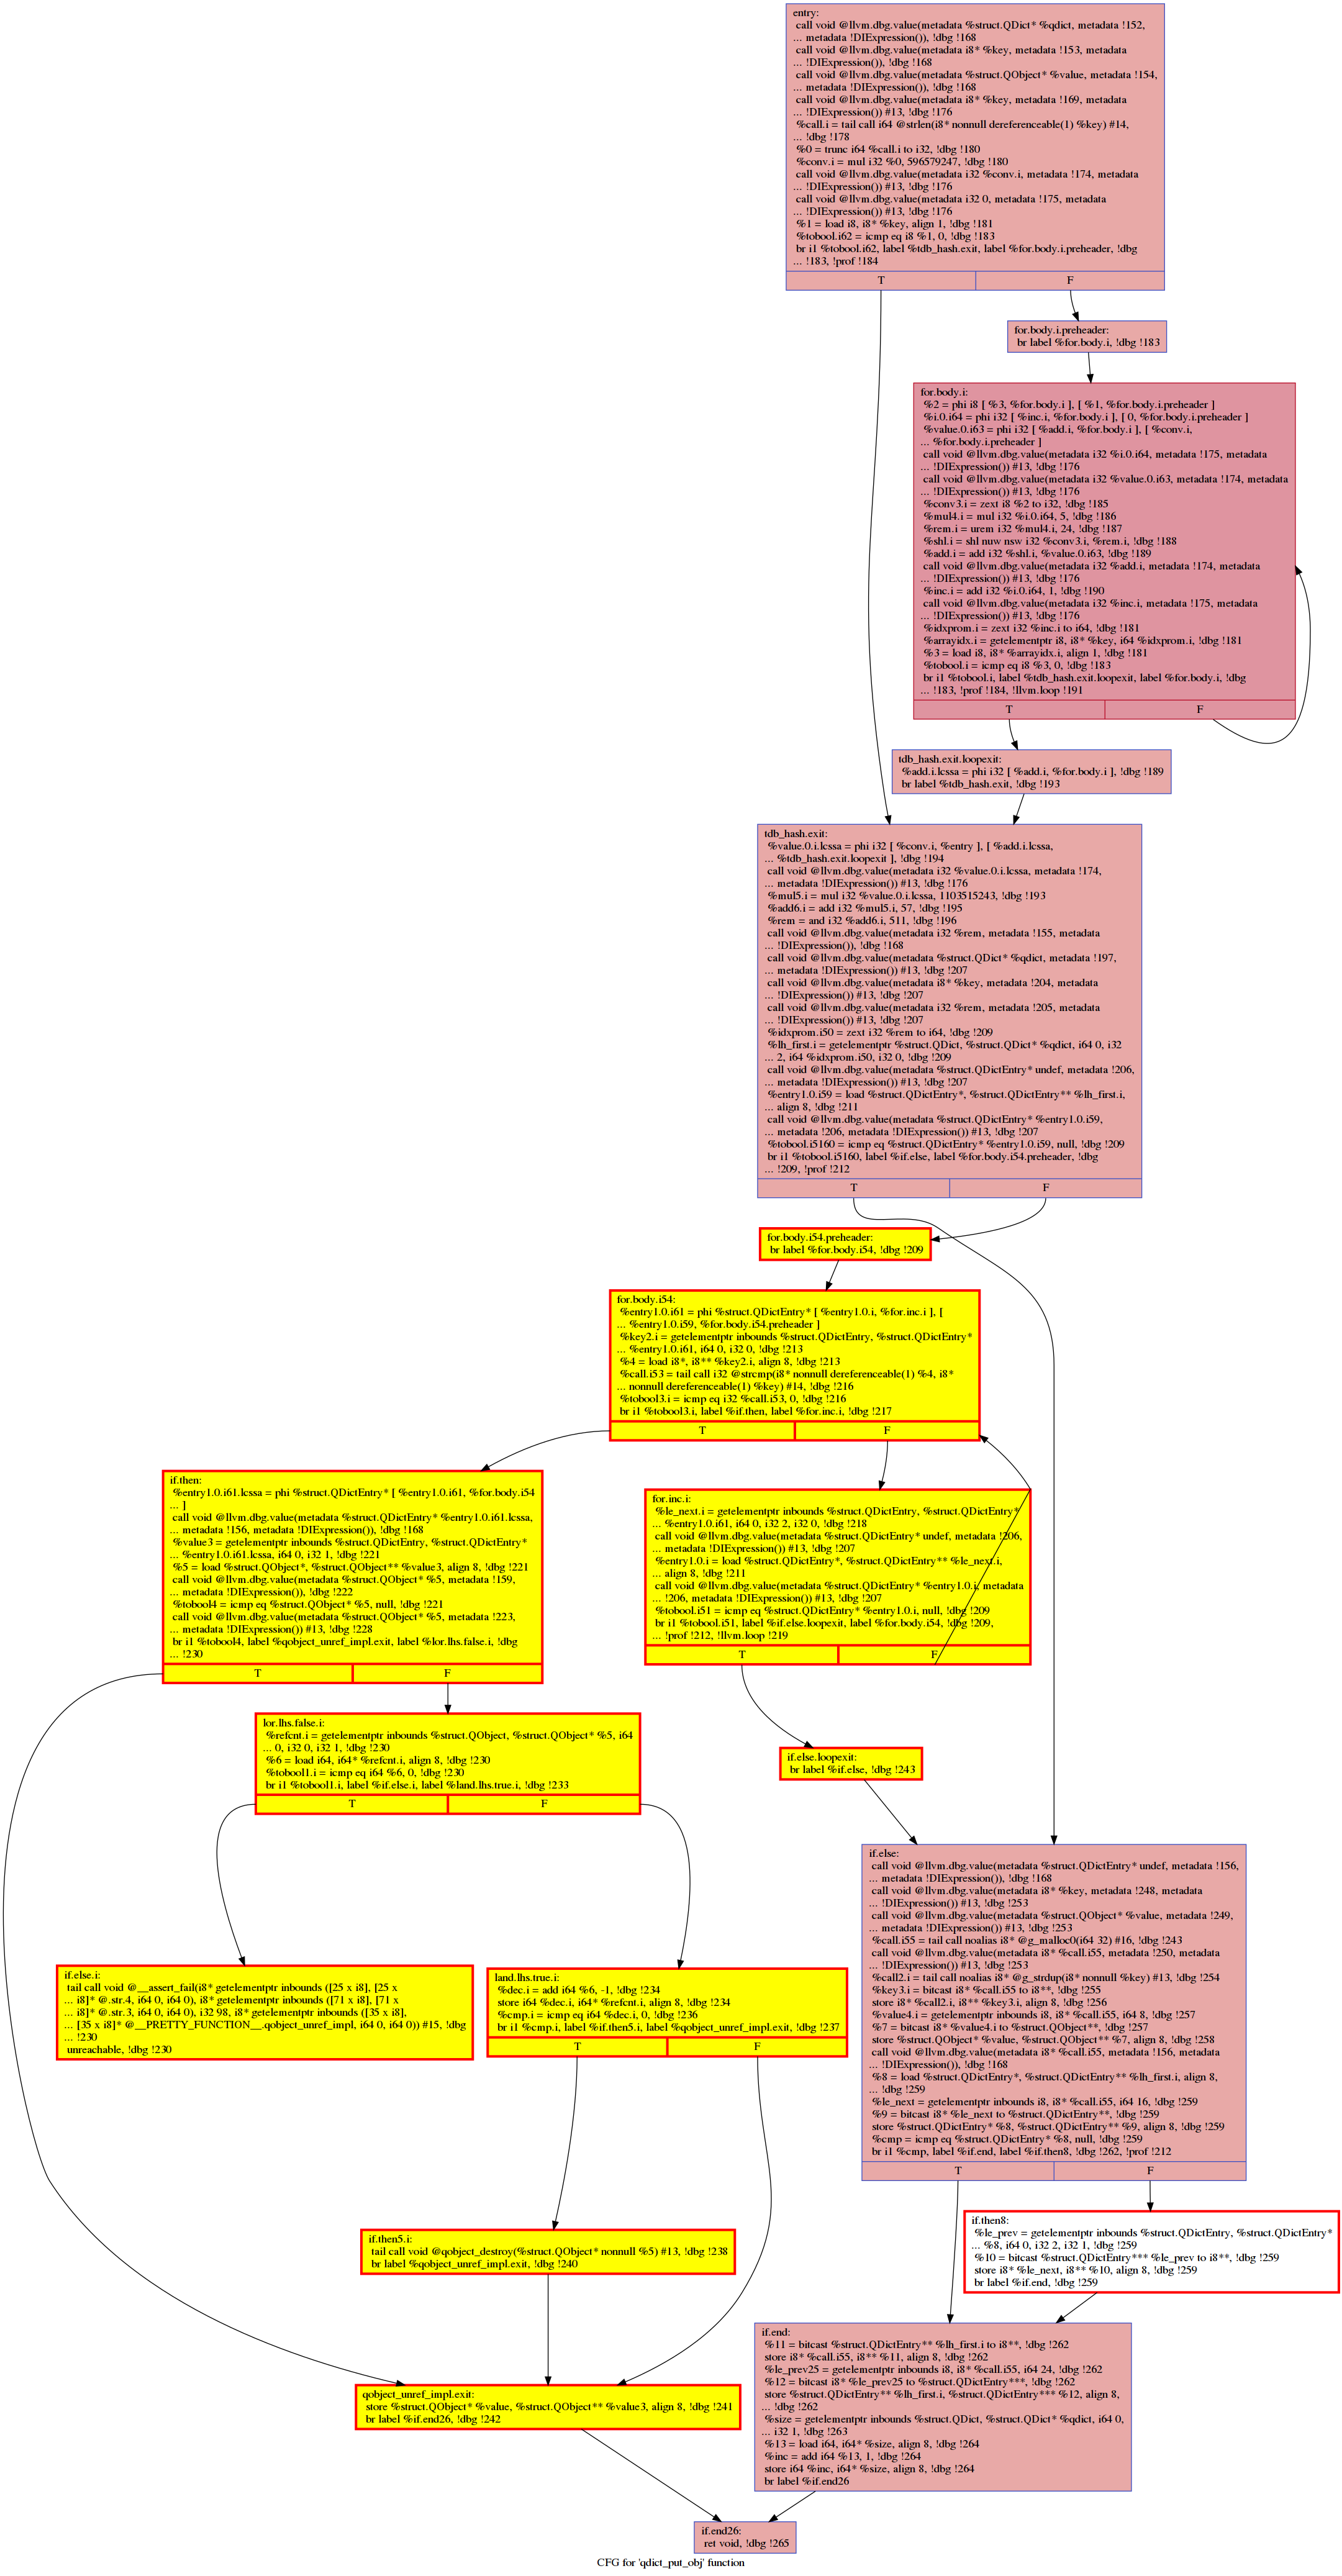 entry:
call void @llvm.dbg.value(metadata %struct.QDict* %qdict, metadata !152,
... metadata !DIExpression()), !dbg !168
call void @llvm.dbg.value(metadata i8* %key, metadata !153, metadata
... !DIExpression()), !dbg !168
call void @llvm.dbg.value(metadata %struct.QObject* %value, metadata !154,
... metadata !DIExpression()), !dbg !168
call void @llvm.dbg.value(metadata i8* %key, metadata !169, metadata
... !DIExpression()) #13, !dbg !176
%call.i = tail call i64 @strlen(i8* nonnull dereferenceable(1) %key) #14,
... !dbg !178
%0 = trunc i64 %call.i to i32, !dbg !180
%conv.i = mul i32 %0, 596579247, !dbg !180
call void @llvm.dbg.value(metadata i32 %conv.i, metadata !174, metadata
... !DIExpression()) #13, !dbg !176
call void @llvm.dbg.value(metadata i32 0, metadata !175, metadata
... !DIExpression()) #13, !dbg !176
%1 = load i8, i8* %key, align 1, !dbg !181
%tobool.i62 = icmp eq i8 %1, 0, !dbg !183
br i1 %tobool.i62, label %tdb_hash.exit, label %for.body.i.preheader, !dbg
... !183, !prof !184
T F
for.body.i.preheader:
br label %for.body.i, !dbg !183
for.body.i:
%2 = phi i8 [ %3, %for.body.i ], [ %1, %for.body.i.preheader ]
%i.0.i64 = phi i32 [ %inc.i, %for.body.i ], [ 0, %for.body.i.preheader ]
%value.0.i63 = phi i32 [ %add.i, %for.body.i ], [ %conv.i,
... %for.body.i.preheader ]
call void @llvm.dbg.value(metadata i32 %i.0.i64, metadata !175, metadata
... !DIExpression()) #13, !dbg !176
call void @llvm.dbg.value(metadata i32 %value.0.i63, metadata !174, metadata
... !DIExpression()) #13, !dbg !176
%conv3.i = zext i8 %2 to i32, !dbg !185
%mul4.i = mul i32 %i.0.i64, 5, !dbg !186
%rem.i = urem i32 %mul4.i, 24, !dbg !187
%shl.i = shl nuw nsw i32 %conv3.i, %rem.i, !dbg !188
%add.i = add i32 %shl.i, %value.0.i63, !dbg !189
call void @llvm.dbg.value(metadata i32 %add.i, metadata !174, metadata
... !DIExpression()) #13, !dbg !176
%inc.i = add i32 %i.0.i64, 1, !dbg !190
call void @llvm.dbg.value(metadata i32 %inc.i, metadata !175, metadata
... !DIExpression()) #13, !dbg !176
%idxprom.i = zext i32 %inc.i to i64, !dbg !181
%arrayidx.i = getelementptr i8, i8* %key, i64 %idxprom.i, !dbg !181
%3 = load i8, i8* %arrayidx.i, align 1, !dbg !181
%tobool.i = icmp eq i8 %3, 0, !dbg !183
br i1 %tobool.i, label %tdb_hash.exit.loopexit, label %for.body.i, !dbg
... !183, !prof !184, !llvm.loop !191
T F
tdb_hash.exit.loopexit:
%add.i.lcssa = phi i32 [ %add.i, %for.body.i ], !dbg !189
br label %tdb_hash.exit, !dbg !193
tdb_hash.exit:
%value.0.i.lcssa = phi i32 [ %conv.i, %entry ], [ %add.i.lcssa,
... %tdb_hash.exit.loopexit ], !dbg !194
call void @llvm.dbg.value(metadata i32 %value.0.i.lcssa, metadata !174,
... metadata !DIExpression()) #13, !dbg !176
%mul5.i = mul i32 %value.0.i.lcssa, 1103515243, !dbg !193
%add6.i = add i32 %mul5.i, 57, !dbg !195
%rem = and i32 %add6.i, 511, !dbg !196
call void @llvm.dbg.value(metadata i32 %rem, metadata !155, metadata
... !DIExpression()), !dbg !168
call void @llvm.dbg.value(metadata %struct.QDict* %qdict, metadata !197,
... metadata !DIExpression()) #13, !dbg !207
call void @llvm.dbg.value(metadata i8* %key, metadata !204, metadata
... !DIExpression()) #13, !dbg !207
call void @llvm.dbg.value(metadata i32 %rem, metadata !205, metadata
... !DIExpression()) #13, !dbg !207
%idxprom.i50 = zext i32 %rem to i64, !dbg !209
%lh_first.i = getelementptr %struct.QDict, %struct.QDict* %qdict, i64 0, i32
... 2, i64 %idxprom.i50, i32 0, !dbg !209
call void @llvm.dbg.value(metadata %struct.QDictEntry* undef, metadata !206,
... metadata !DIExpression()) #13, !dbg !207
%entry1.0.i59 = load %struct.QDictEntry*, %struct.QDictEntry** %lh_first.i,
... align 8, !dbg !211
call void @llvm.dbg.value(metadata %struct.QDictEntry* %entry1.0.i59,
... metadata !206, metadata !DIExpression()) #13, !dbg !207
%tobool.i5160 = icmp eq %struct.QDictEntry* %entry1.0.i59, null, !dbg !209
br i1 %tobool.i5160, label %if.else, label %for.body.i54.preheader, !dbg
... !209, !prof !212
T F
for.body.i54.preheader:
br label %for.body.i54, !dbg !209
for.body.i54:
%entry1.0.i61 = phi %struct.QDictEntry* [ %entry1.0.i, %for.inc.i ], [
... %entry1.0.i59, %for.body.i54.preheader ]
%key2.i = getelementptr inbounds %struct.QDictEntry, %struct.QDictEntry*
... %entry1.0.i61, i64 0, i32 0, !dbg !213
%4 = load i8*, i8** %key2.i, align 8, !dbg !213
%call.i53 = tail call i32 @strcmp(i8* nonnull dereferenceable(1) %4, i8*
... nonnull dereferenceable(1) %key) #14, !dbg !216
%tobool3.i = icmp eq i32 %call.i53, 0, !dbg !216
br i1 %tobool3.i, label %if.then, label %for.inc.i, !dbg !217
T F
if.then:
%entry1.0.i61.lcssa = phi %struct.QDictEntry* [ %entry1.0.i61, %for.body.i54
... ]
call void @llvm.dbg.value(metadata %struct.QDictEntry* %entry1.0.i61.lcssa,
... metadata !156, metadata !DIExpression()), !dbg !168
%value3 = getelementptr inbounds %struct.QDictEntry, %struct.QDictEntry*
... %entry1.0.i61.lcssa, i64 0, i32 1, !dbg !221
%5 = load %struct.QObject*, %struct.QObject** %value3, align 8, !dbg !221
call void @llvm.dbg.value(metadata %struct.QObject* %5, metadata !159,
... metadata !DIExpression()), !dbg !222
%tobool4 = icmp eq %struct.QObject* %5, null, !dbg !221
call void @llvm.dbg.value(metadata %struct.QObject* %5, metadata !223,
... metadata !DIExpression()) #13, !dbg !228
br i1 %tobool4, label %qobject_unref_impl.exit, label %lor.lhs.false.i, !dbg
... !230
T F
for.inc.i:
%le_next.i = getelementptr inbounds %struct.QDictEntry, %struct.QDictEntry*
... %entry1.0.i61, i64 0, i32 2, i32 0, !dbg !218
call void @llvm.dbg.value(metadata %struct.QDictEntry* undef, metadata !206,
... metadata !DIExpression()) #13, !dbg !207
%entry1.0.i = load %struct.QDictEntry*, %struct.QDictEntry** %le_next.i,
... align 8, !dbg !211
call void @llvm.dbg.value(metadata %struct.QDictEntry* %entry1.0.i, metadata
... !206, metadata !DIExpression()) #13, !dbg !207
%tobool.i51 = icmp eq %struct.QDictEntry* %entry1.0.i, null, !dbg !209
br i1 %tobool.i51, label %if.else.loopexit, label %for.body.i54, !dbg !209,
... !prof !212, !llvm.loop !219
T F
lor.lhs.false.i:
%refcnt.i = getelementptr inbounds %struct.QObject, %struct.QObject* %5, i64
... 0, i32 0, i32 1, !dbg !230
%6 = load i64, i64* %refcnt.i, align 8, !dbg !230
%tobool1.i = icmp eq i64 %6, 0, !dbg !230
br i1 %tobool1.i, label %if.else.i, label %land.lhs.true.i, !dbg !233
T F
if.else.loopexit:
br label %if.else, !dbg !243
if.else:
call void @llvm.dbg.value(metadata %struct.QDictEntry* undef, metadata !156,
... metadata !DIExpression()), !dbg !168
call void @llvm.dbg.value(metadata i8* %key, metadata !248, metadata
... !DIExpression()) #13, !dbg !253
call void @llvm.dbg.value(metadata %struct.QObject* %value, metadata !249,
... metadata !DIExpression()) #13, !dbg !253
%call.i55 = tail call noalias i8* @g_malloc0(i64 32) #16, !dbg !243
call void @llvm.dbg.value(metadata i8* %call.i55, metadata !250, metadata
... !DIExpression()) #13, !dbg !253
%call2.i = tail call noalias i8* @g_strdup(i8* nonnull %key) #13, !dbg !254
%key3.i = bitcast i8* %call.i55 to i8**, !dbg !255
store i8* %call2.i, i8** %key3.i, align 8, !dbg !256
%value4.i = getelementptr inbounds i8, i8* %call.i55, i64 8, !dbg !257
%7 = bitcast i8* %value4.i to %struct.QObject**, !dbg !257
store %struct.QObject* %value, %struct.QObject** %7, align 8, !dbg !258
call void @llvm.dbg.value(metadata i8* %call.i55, metadata !156, metadata
... !DIExpression()), !dbg !168
%8 = load %struct.QDictEntry*, %struct.QDictEntry** %lh_first.i, align 8,
... !dbg !259
%le_next = getelementptr inbounds i8, i8* %call.i55, i64 16, !dbg !259
%9 = bitcast i8* %le_next to %struct.QDictEntry**, !dbg !259
store %struct.QDictEntry* %8, %struct.QDictEntry** %9, align 8, !dbg !259
%cmp = icmp eq %struct.QDictEntry* %8, null, !dbg !259
br i1 %cmp, label %if.end, label %if.then8, !dbg !262, !prof !212
T F
if.else.i:
tail call void @__assert_fail(i8* getelementptr inbounds ([25 x i8], [25 x
... i8]* @.str.4, i64 0, i64 0), i8* getelementptr inbounds ([71 x i8], [71 x
... i8]* @.str.3, i64 0, i64 0), i32 98, i8* getelementptr inbounds ([35 x i8],
... [35 x i8]* @__PRETTY_FUNCTION__.qobject_unref_impl, i64 0, i64 0)) #15, !dbg
... !230
unreachable, !dbg !230
land.lhs.true.i:
%dec.i = add i64 %6, -1, !dbg !234
store i64 %dec.i, i64* %refcnt.i, align 8, !dbg !234
%cmp.i = icmp eq i64 %dec.i, 0, !dbg !236
br i1 %cmp.i, label %if.then5.i, label %qobject_unref_impl.exit, !dbg !237
T F
if.then8:
%le_prev = getelementptr inbounds %struct.QDictEntry, %struct.QDictEntry*
... %8, i64 0, i32 2, i32 1, !dbg !259
%10 = bitcast %struct.QDictEntry*** %le_prev to i8**, !dbg !259
store i8* %le_next, i8** %10, align 8, !dbg !259
br label %if.end, !dbg !259
if.then5.i:
tail call void @qobject_destroy(%struct.QObject* nonnull %5) #13, !dbg !238
br label %qobject_unref_impl.exit, !dbg !240
if.end:
%11 = bitcast %struct.QDictEntry** %lh_first.i to i8**, !dbg !262
store i8* %call.i55, i8** %11, align 8, !dbg !262
%le_prev25 = getelementptr inbounds i8, i8* %call.i55, i64 24, !dbg !262
%12 = bitcast i8* %le_prev25 to %struct.QDictEntry***, !dbg !262
store %struct.QDictEntry** %lh_first.i, %struct.QDictEntry*** %12, align 8,
... !dbg !262
%size = getelementptr inbounds %struct.QDict, %struct.QDict* %qdict, i64 0,
... i32 1, !dbg !263
%13 = load i64, i64* %size, align 8, !dbg !264
%inc = add i64 %13, 1, !dbg !264
store i64 %inc, i64* %size, align 8, !dbg !264
br label %if.end26
qobject_unref_impl.exit:
store %struct.QObject* %value, %struct.QObject** %value3, align 8, !dbg !241
br label %if.end26, !dbg !242
if.end26:
ret void, !dbg !265
CFG for 'qdict_put_obj' function